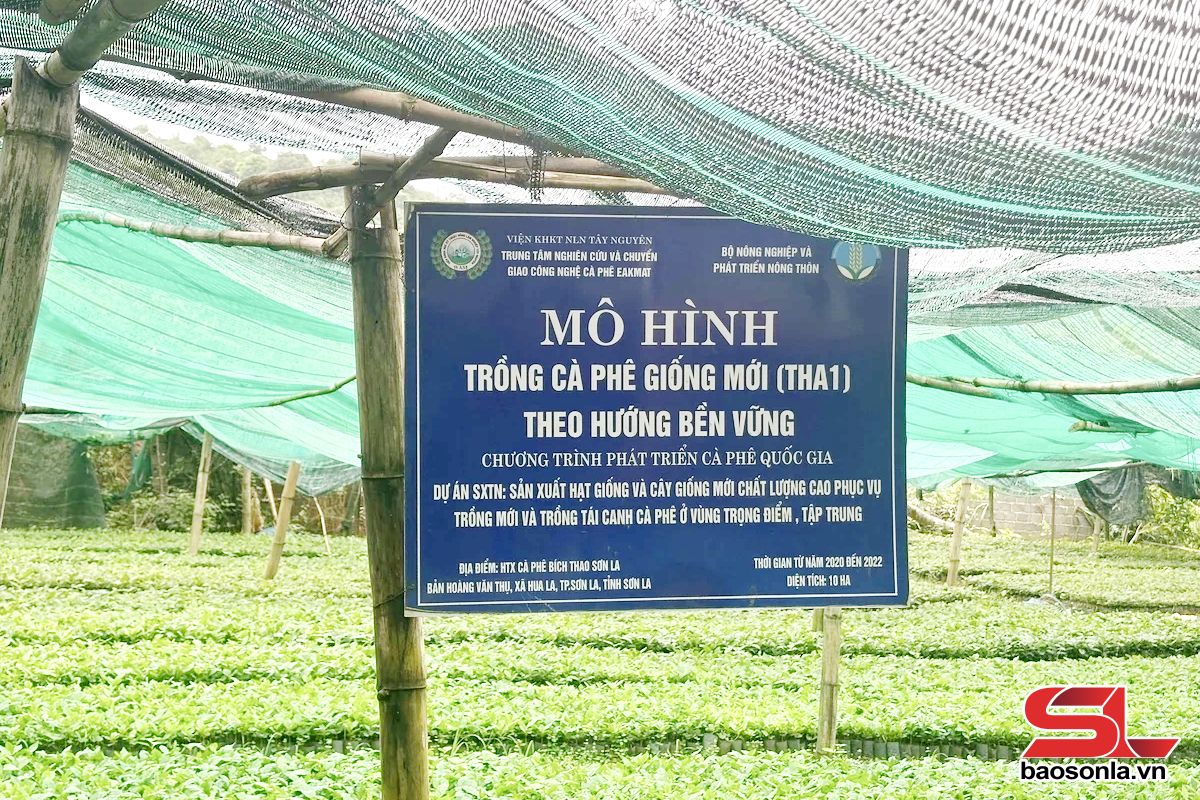 VIỆN KHKT NLN TÂY NGUYÊN
TRUNG TÂM NGHIÊN CỨU VÀ CHUYỂN
GIAO CÔNG NGHỆ CÀ PHÊ EAKMAT
BỘ NÔNG NGHIỆP VÀ
PHÁT TRIỂN NÔNG THÔN
MÔ HÌNH
TRỒNG CÀ PHÊ GIỐNG MỚI (THA1)
THEO HƯỚNG BỀN VỮNG
CHƯƠNG TRÌNH PHÁT TRIỂN CÀ PHÊ QUỐC GIA
DỰ ÁN SXTN: SẢN XUẤT HẠT GIỐNG VÀ CÂY GIỐNG MỚI CHẤT LƯỢNG CAO PHỤC VỤ
TRỒNG MỚI VÀ TRỒNG TÁI CANH CÀ PHÊ Ở VÙNG TRỌNG ĐIỂM , TẬP TRUNG
ĐỊA ĐIỂM: HTX CÀ PHÊ BÍCH THAO SƠN LA
BẢN HOÀNG VĂN THỤ, XÃ HUA LA, TP.SƠN LA, TỈNH SƠN LA
THỜI GIAN TỪ NĂM 2020 ĐẾN 2022
DIỆN TÍCH: 10 HA
SL
baosonla.vn